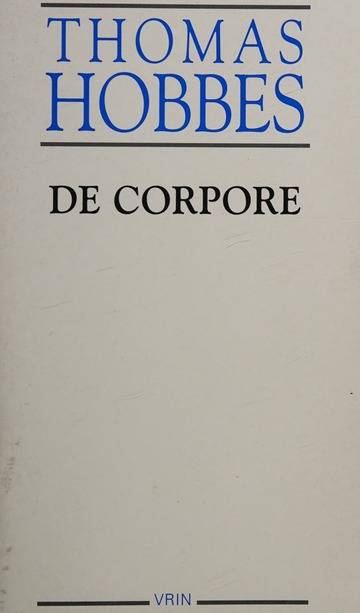 THOMAS
HOBBES
DE CORPORE
VRIN